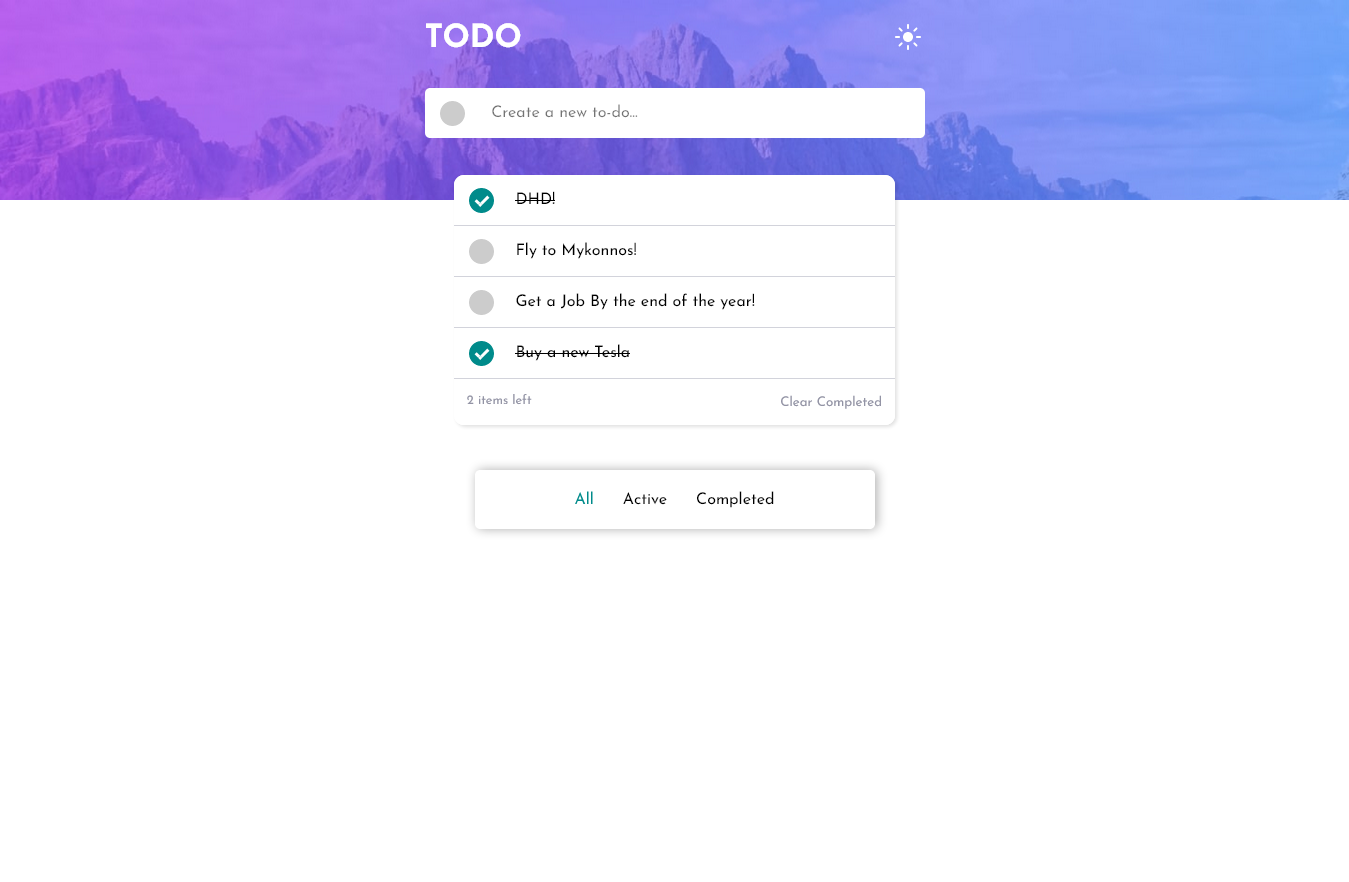 TODO
Create a new to-do...
DHD!
Fly to Mykonnos!
Get a Job By the end of the year!
Buy a new Tesla
2 items left
Clear Completed
All Active Completed